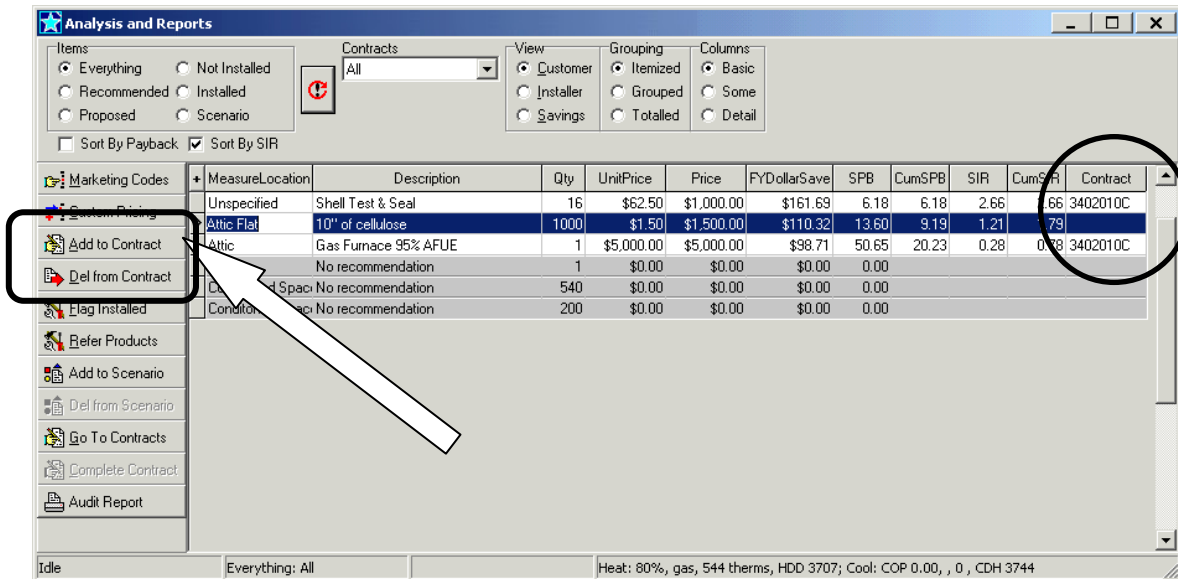 Analysis and Reports
Items
Contracts
View
Grouping
Columns
Everything Not Installed
All
Customer Itemized Basic
Recommended Installed
Installer Grouped Some
Proposed Scenario
Savings Totalled Detail
Sort By Payback Sort By SIR
Marketing Codes
Custom Pricing
Add to Contract
Del from Contract
Flag Installed
Refer Products
Add to Scenario
Del from Scenario
Go To Contracts
Complete Contract
Audit Report
+ MeasureLocation Description Qty UnitPrice Price FYDollarSave SPB CumSPB SIR CumSIR Contract
Unspecified Shell Test & Seal 16 $62.50 $1,000.00 $161.69 6.18 6.18 2.66 .66 3402010C
Attic Flat 10" of cellulose 1000 $1.50 $1,500.00 $110.32 13.60 9.19 1.21 .79
Attic Gas Furnace 95% AFUE 1 $5,000.00 $5,000.00 $98.71 50.65 20.23 0.28 0.78 3402010C
No recommendation 1 $0.00 $0.00 $0.00 0.00
No recommendation 540 $0.00 $0.00 $0.00 0.00
No recommendation 200 $0.00 $0.00 $0.00 0.00
Idle Everything: All Heat: 80%, gas, 544 therms, HDD 3707; Cool: COP 0.00, , 0 , CDH 3744